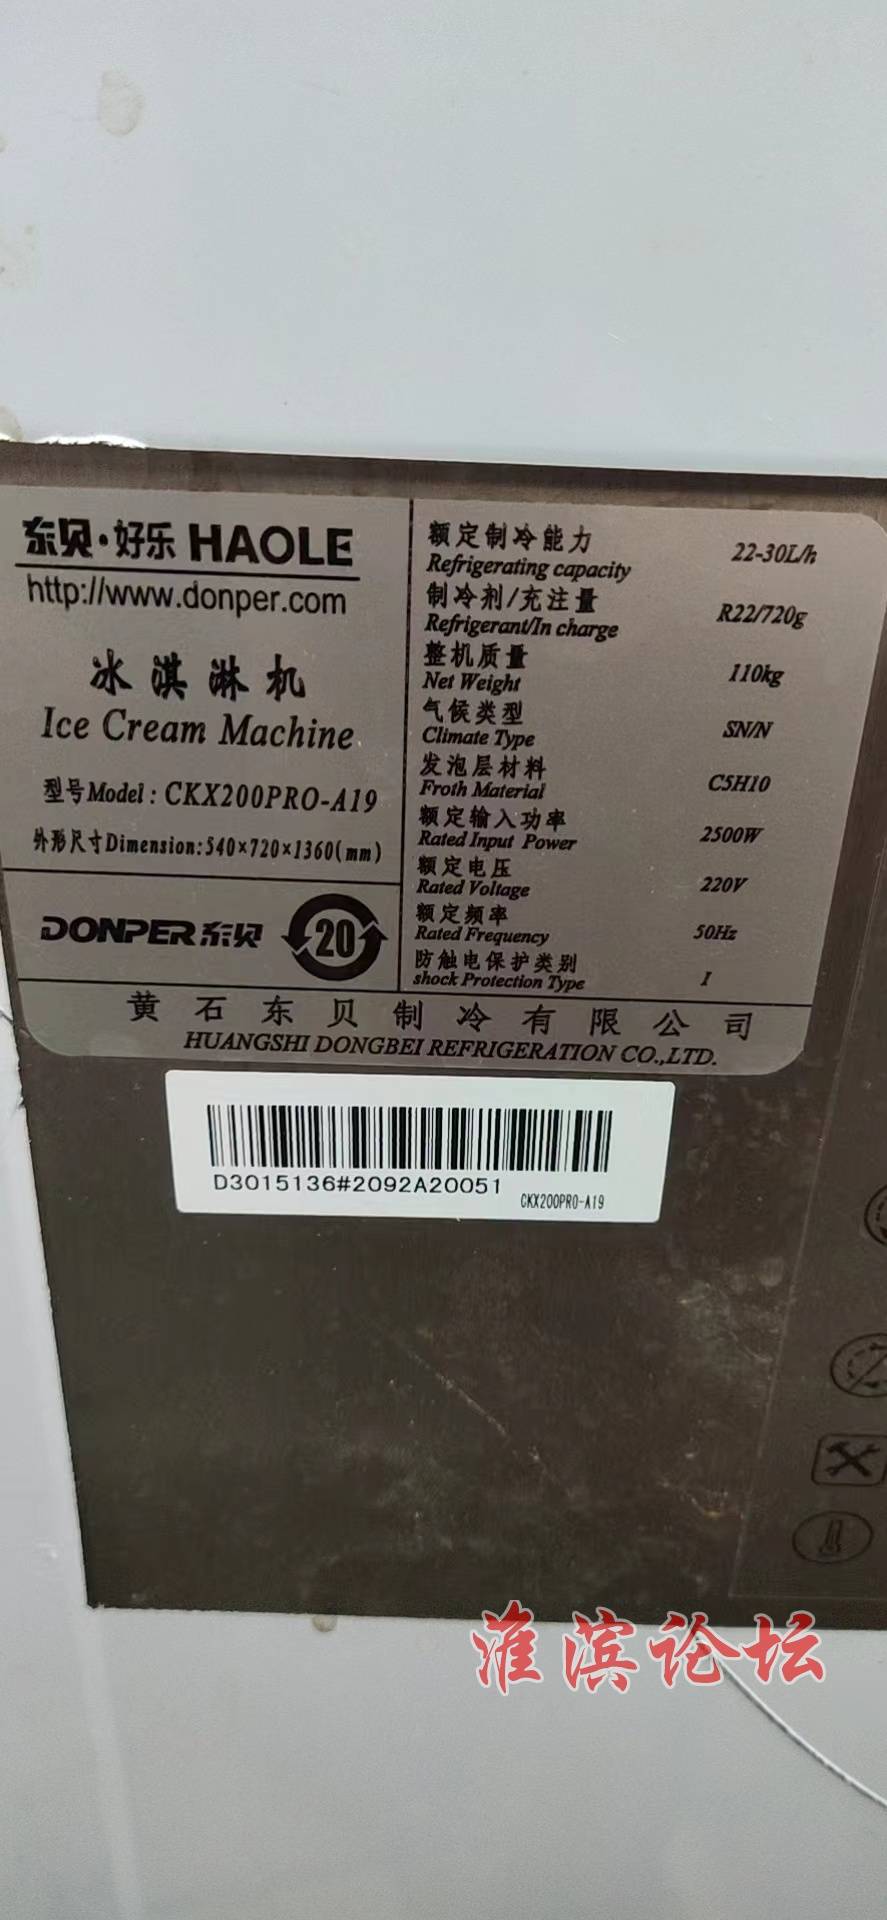 东贝·好乐 HAOLE
http://www.donper.com
冰淇淋机
Ice Cream Machine
型号Model：CKX200PRO-A19
外形尺寸Dimension:540×720×1360(mm)
DONPER东贝
20
额定制冷能力 22-30L/h
Refrigerating capacity
制冷剂/充注量 R22/720g
Refrigerant/In charge
整机质量 110kg
Net Weight
气候类型 SN/N
Climate Type
发泡层材料 C5H10
Froth Material
额定输入功率 2500W
Rated Input Power
额定电压 220V
Rated Voltage
额定频率 50Hz
Rated Frequency
防触电保护类别 I
shock Protection Type
黄石东贝制冷有限公司
HUANGSHI DONGBEI REFRIGERATION CO.,LTD.
D3015136#2092A20051
CKX200PRO-A19
淮滨论坛